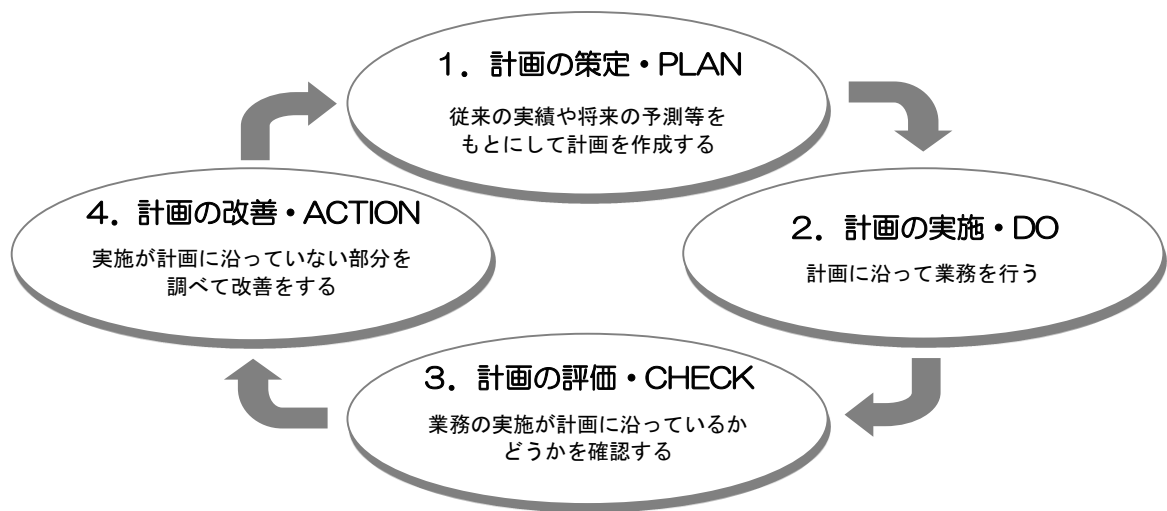 1．計画の策定・PLAN
従来の実績や将来の予測等を
もとにして計画を作成する
2．計画の実施・DO
計画に沿って業務を行う
3．計画の評価・CHECK
業務の実施が計画に沿っているか
どうかを確認する
4．計画の改善・ACTION
実施が計画に沿っていない部分を
調べて改善をする